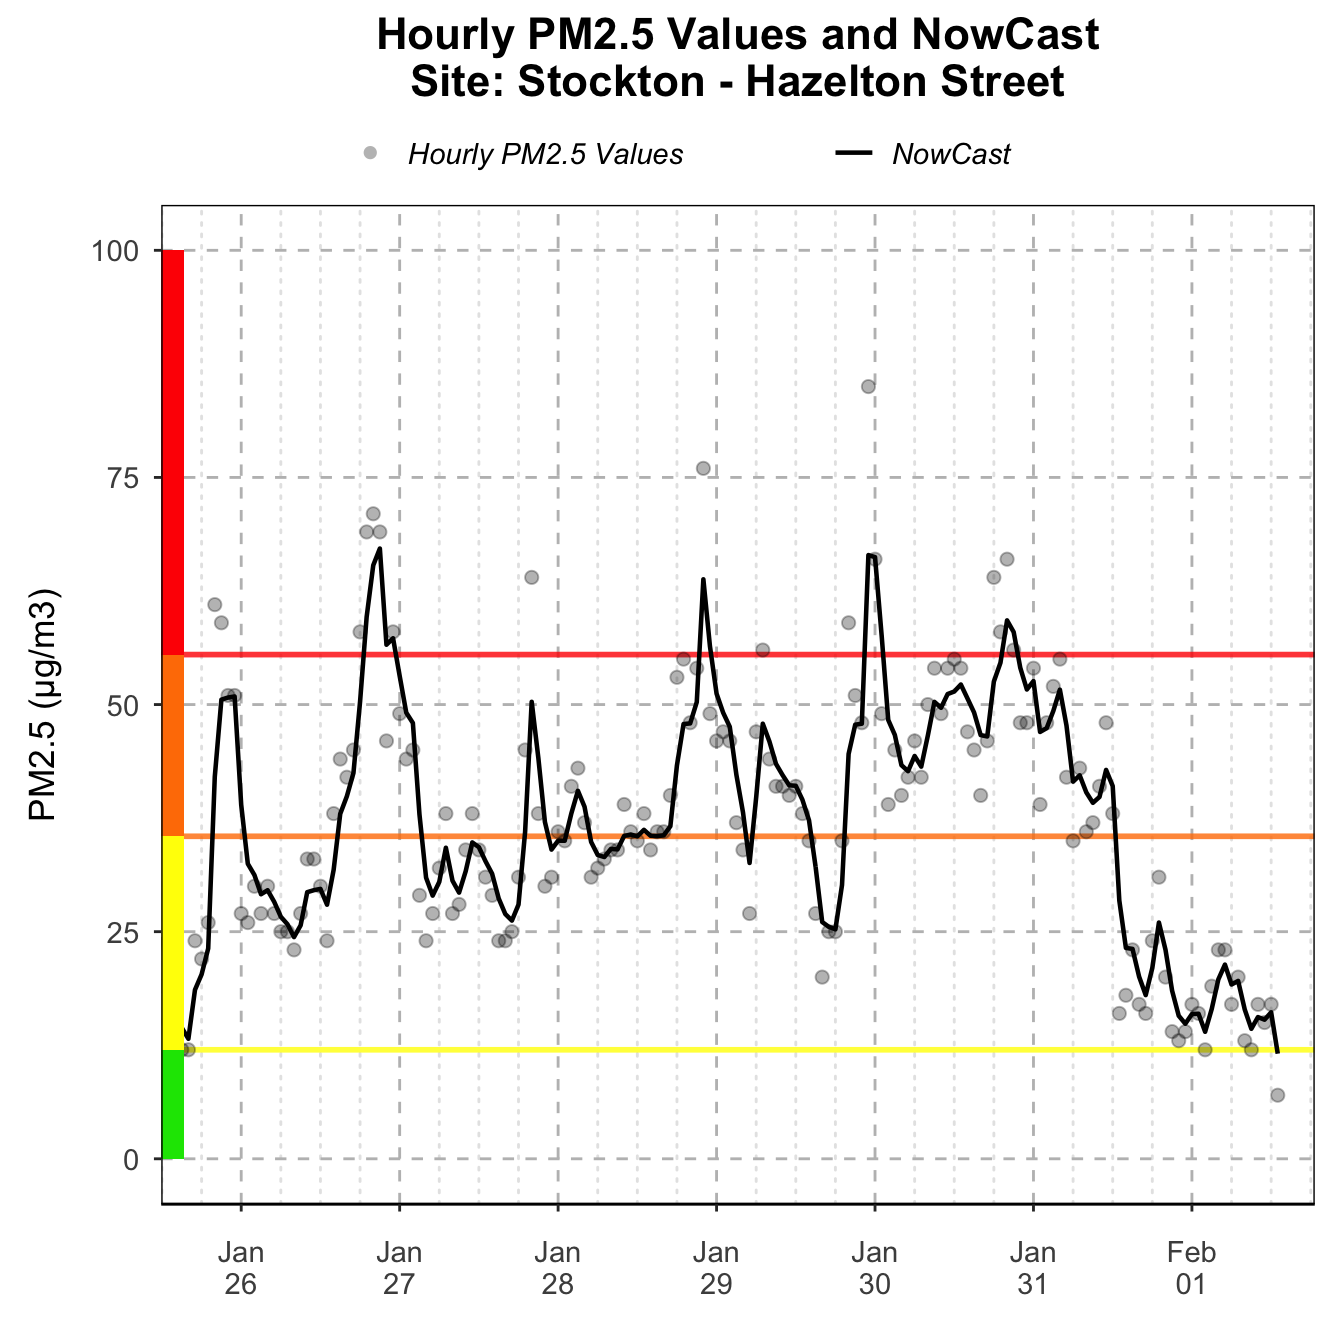 Hourly PM2.5 Values and NowCast
Site: Stockton - Hazelton Street
Hourly PM2.5 Values
NowCast
PM2.5 (µg/m3)
100
75
50
25
0
Jan
26
Jan
27
Jan
28
Jan
29
Jan
30
Jan
31
Feb
01